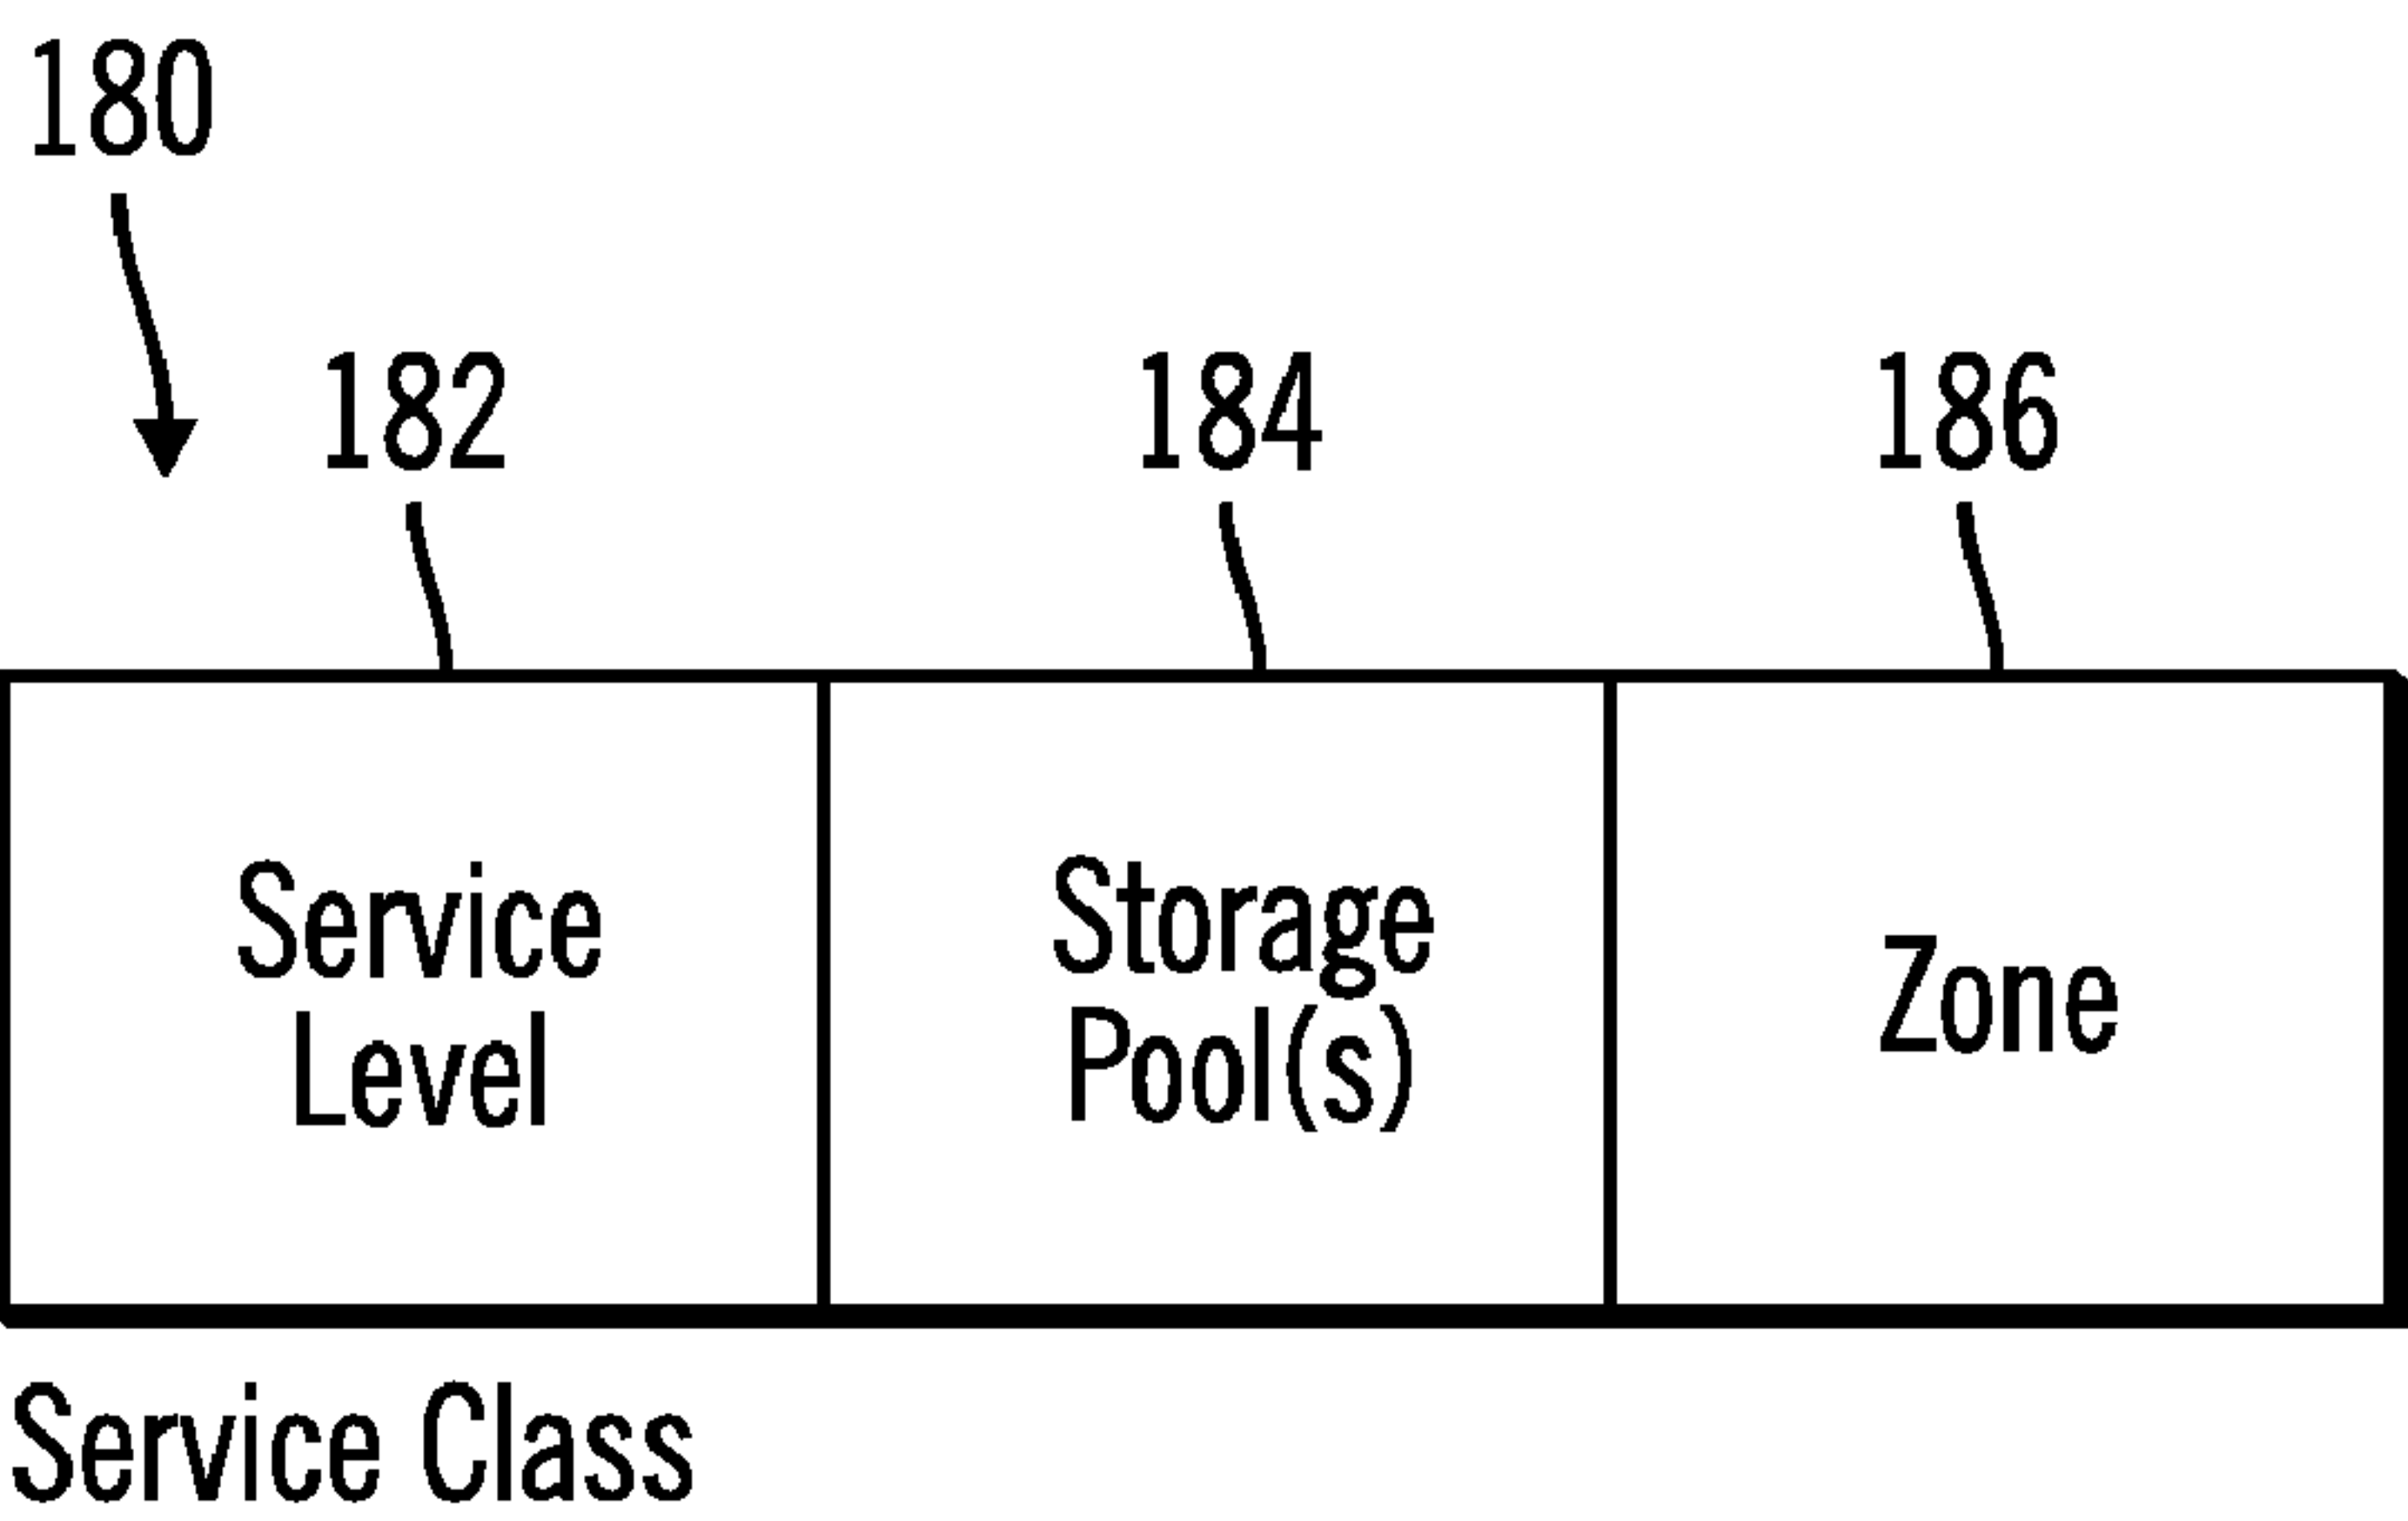 180
182 184 186
Service
Level
Storage
Pool(s)
Zone
Service Class